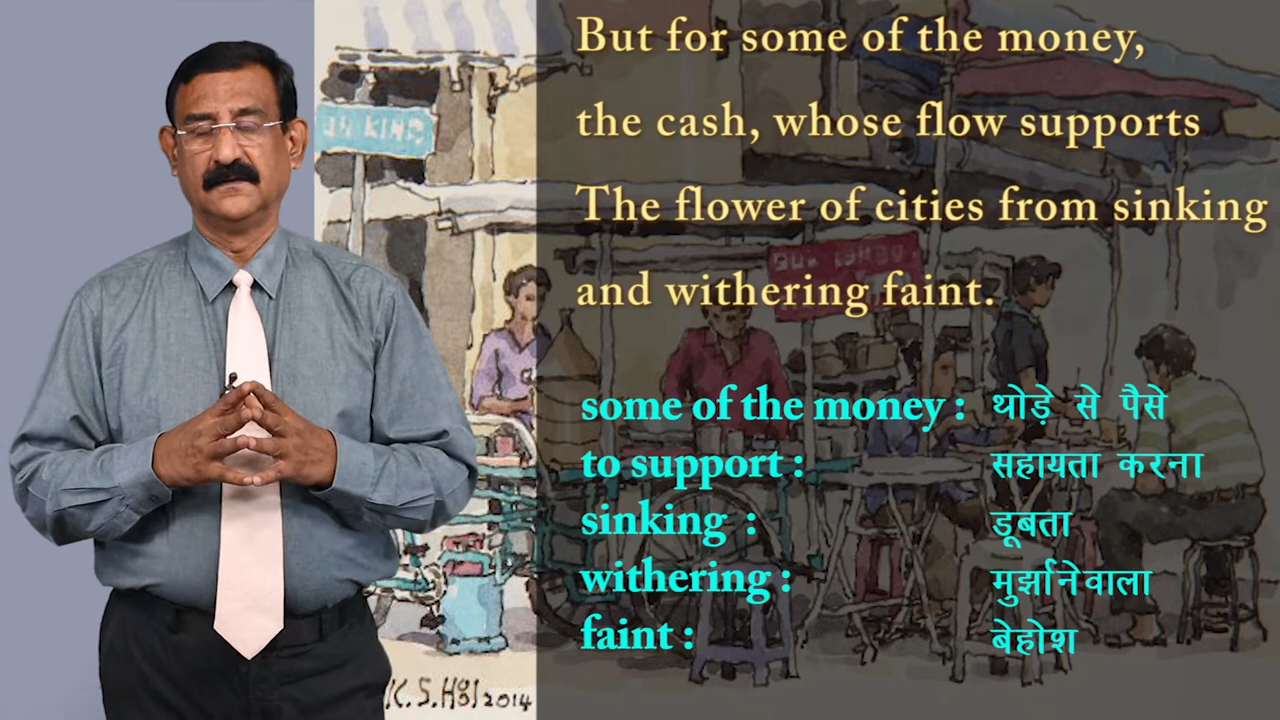 But for some of the money,
the cash, whose flow supports
The flower of cities from sinking
and withering faint.
some of the money : थोड़े से पैसे
to support : सहायता करना
sinking : डूबता
withering : मुर्झानेवाला
faint : बेहोश
KING
2014